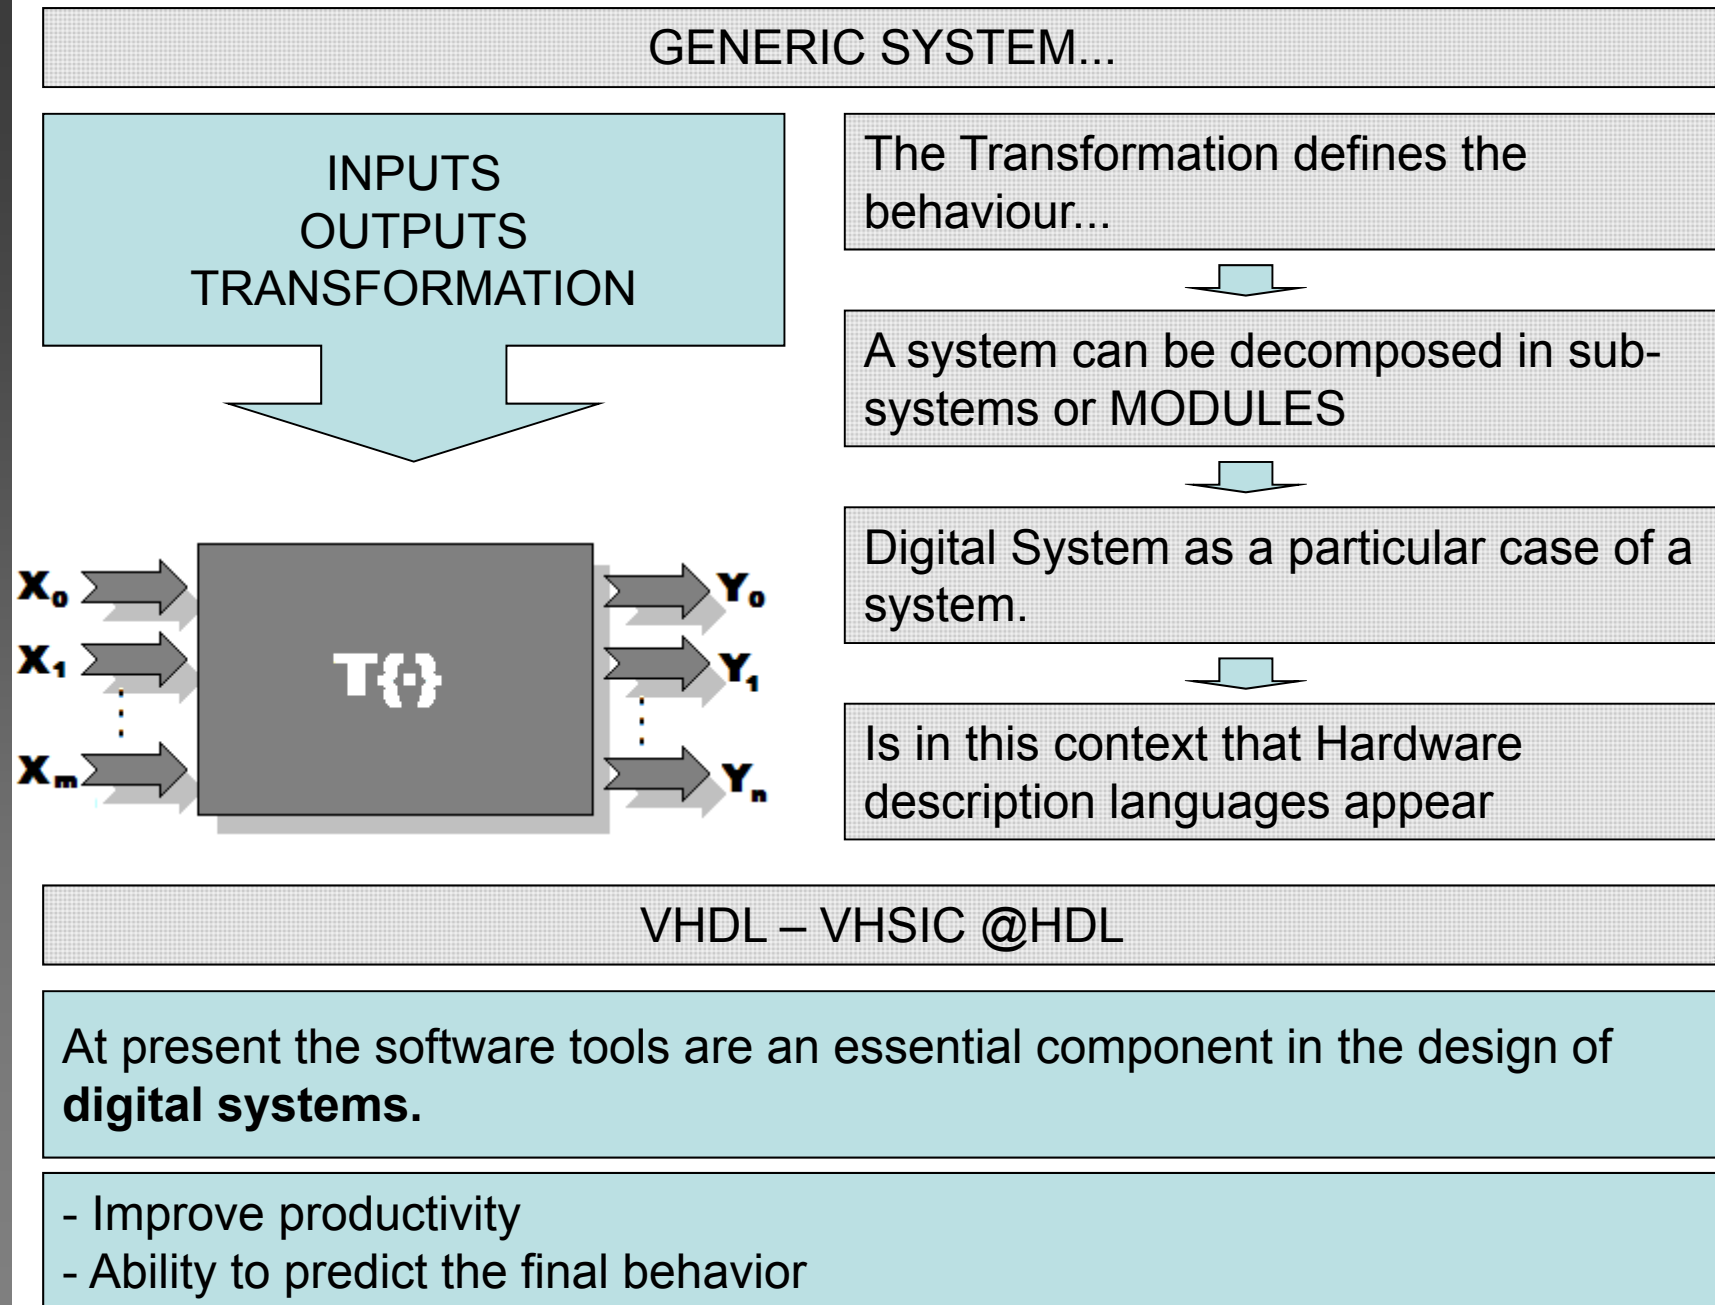 GENERIC SYSTEM...
INPUTS
OUTPUTS
TRANSFORMATION
X₀
X₁
Xₘ
T{·}
Y₀
Y₁
Yₙ
The Transformation defines the
behaviour...
A system can be decomposed in sub-
systems or MODULES
Digital System as a particular case of a
system.
Is in this context that Hardware
description languages appear
VHDL – VHSIC @HDL
At present the software tools are an essential component in the design of
digital systems.
- Improve productivity
- Ability to predict the final behavior